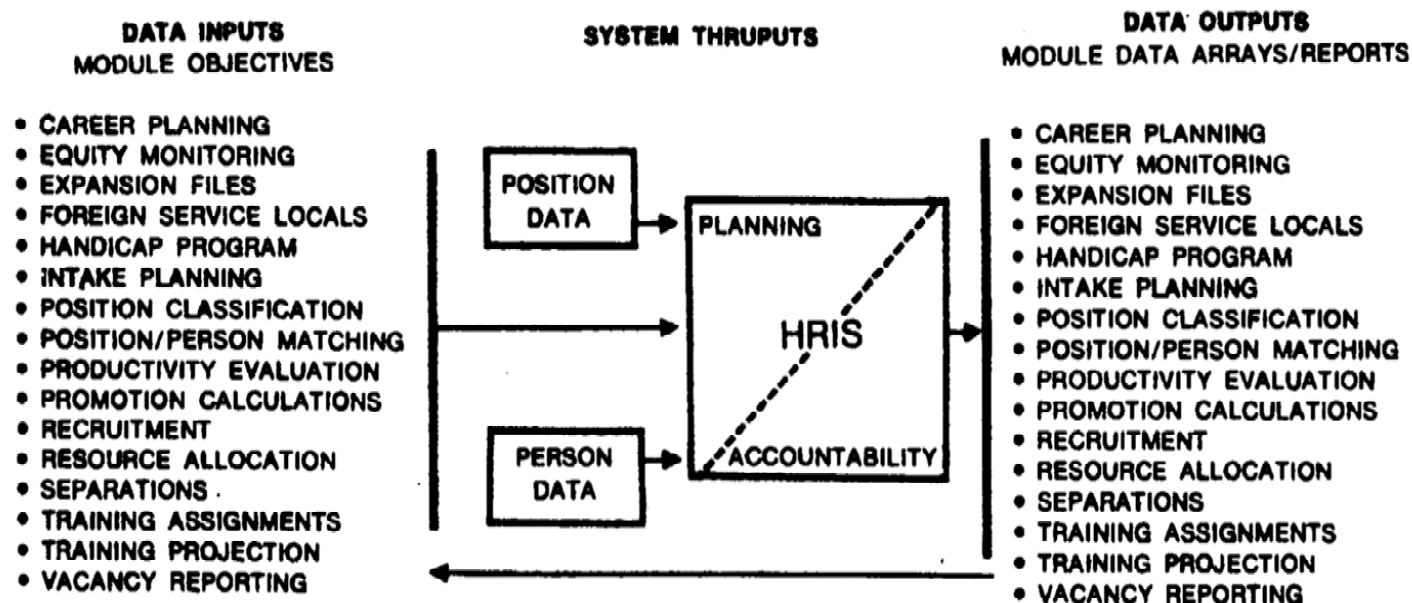 DATA INPUTS
MODULE OBJECTIVES
• CAREER PLANNING
• EQUITY MONITORING
• EXPANSION FILES
• FOREIGN SERVICE LOCALS
• HANDICAP PROGRAM
• INTAKE PLANNING
• POSITION CLASSIFICATION
• POSITION/PERSON MATCHING
• PRODUCTIVITY EVALUATION
• PROMOTION CALCULATIONS
• RECRUITMENT
• RESOURCE ALLOCATION
• SEPARATIONS
• TRAINING ASSIGNMENTS
• TRAINING PROJECTION
• VACANCY REPORTING
SYSTEM THRUPUTS
POSITION
DATA
PERSON
DATA
PLANNING
HRIS
ACCOUNTABILITY
DATA OUTPUTS
MODULE DATA ARRAYS/REPORTS
• CAREER PLANNING
• EQUITY MONITORING
• EXPANSION FILES
• FOREIGN SERVICE LOCALS
• HANDICAP PROGRAM
• INTAKE PLANNING
• POSITION CLASSIFICATION
• POSITION/PERSON MATCHING
• PRODUCTIVITY EVALUATION
• PROMOTION CALCULATIONS
• RECRUITMENT
• RESOURCE ALLOCATION
• SEPARATIONS
• TRAINING ASSIGNMENTS
• TRAINING PROJECTION
• VACANCY REPORTING